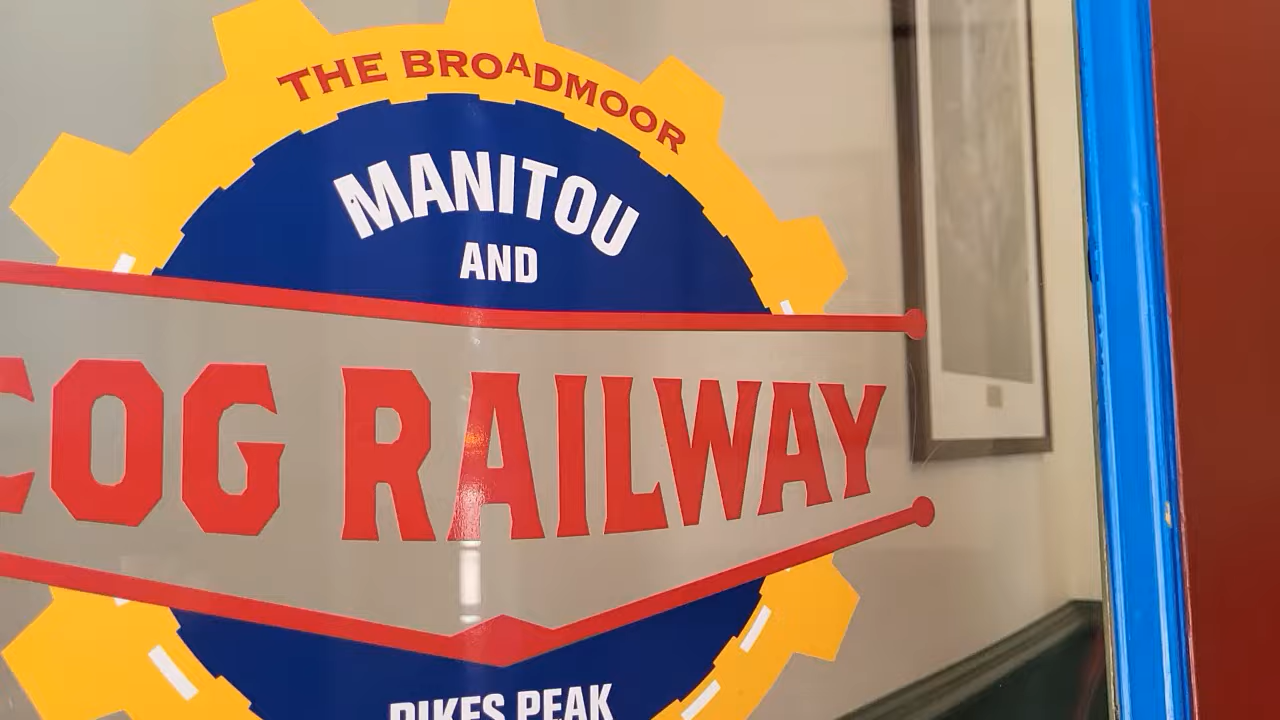 THE BROADMOOR
MANITOU
AND
COG RAILWAY
PIKES PEAK